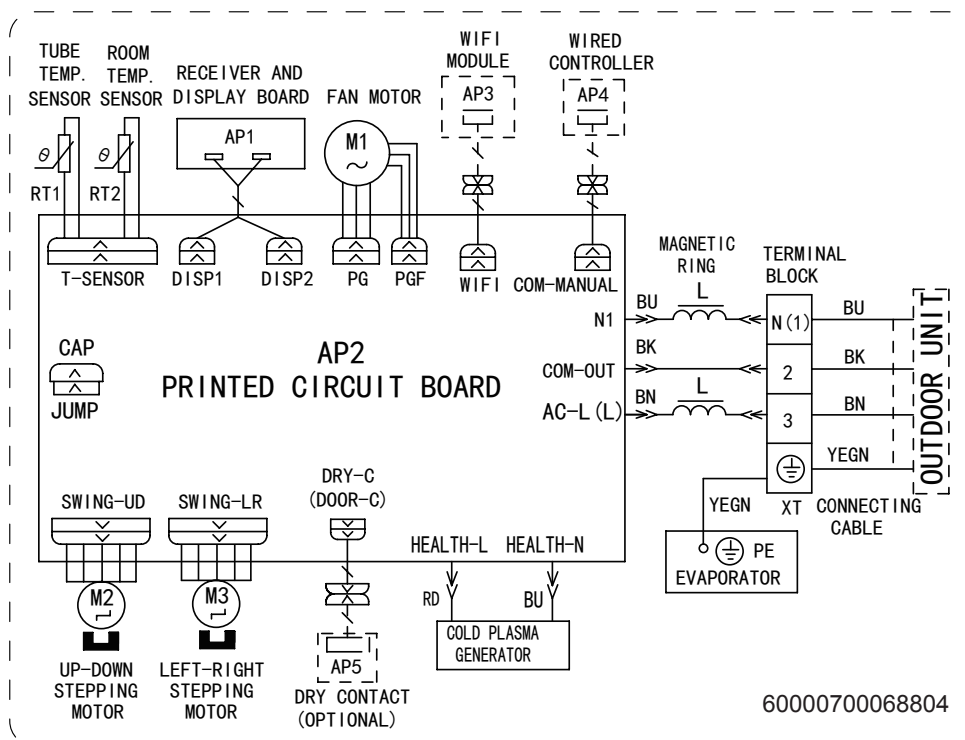 TUBE
TEMP.
SENSOR
ROOM
TEMP.
SENSOR
RECEIVER AND
DISPLAY BOARD
FAN MOTOR
WIFI
MODULE
WIRED
CONTROLLER
AP1
M1
AP3
AP4
θ
RT1
θ
RT2
T-SENSOR
DISP1
DISP2
PG
PGF
WIFI
COM-MANUAL
MAGNETIC
RING
TERMINAL
BLOCK
N1
BU
L
N(1)
BU
CAP
JUMP
AP2
PRINTED CIRCUIT BOARD
COM-OUT
BK
2
BK
AC-L(L)
BN
L
3
BN
YEGN
OUTDOOR UNIT
XT
CONNECTING
CABLE
YEGN
PE
EVAPORATOR
SWING-UD
SWING-LR
DRY-C
(DOOR-C)
HEALTH-L
HEALTH-N
M2
M3
RD
BU
COLD PLASMA
GENERATOR
UP-DOWN
STEPPING
MOTOR
LEFT-RIGHT
STEPPING
MOTOR
AP5
DRY CONTACT
(OPTIONAL)
60000700068804